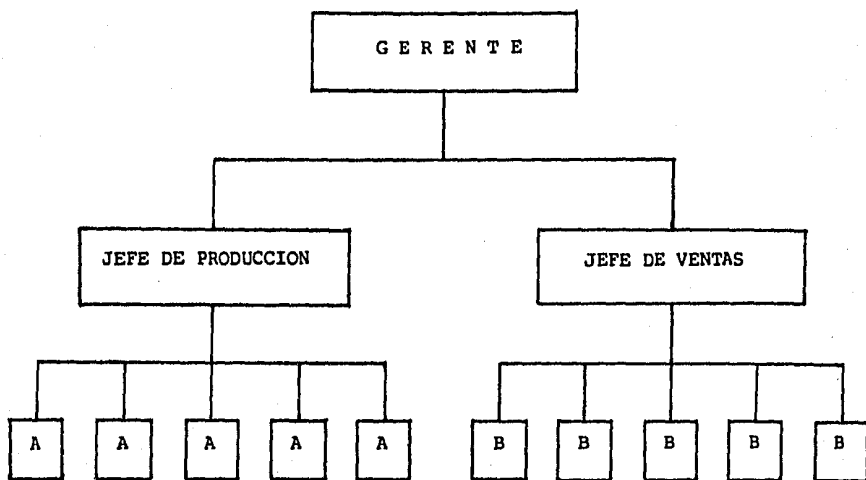 G E R E N T E
JEFE DE PRODUCCION
JEFE DE VENTAS
A A A A A B B B B B